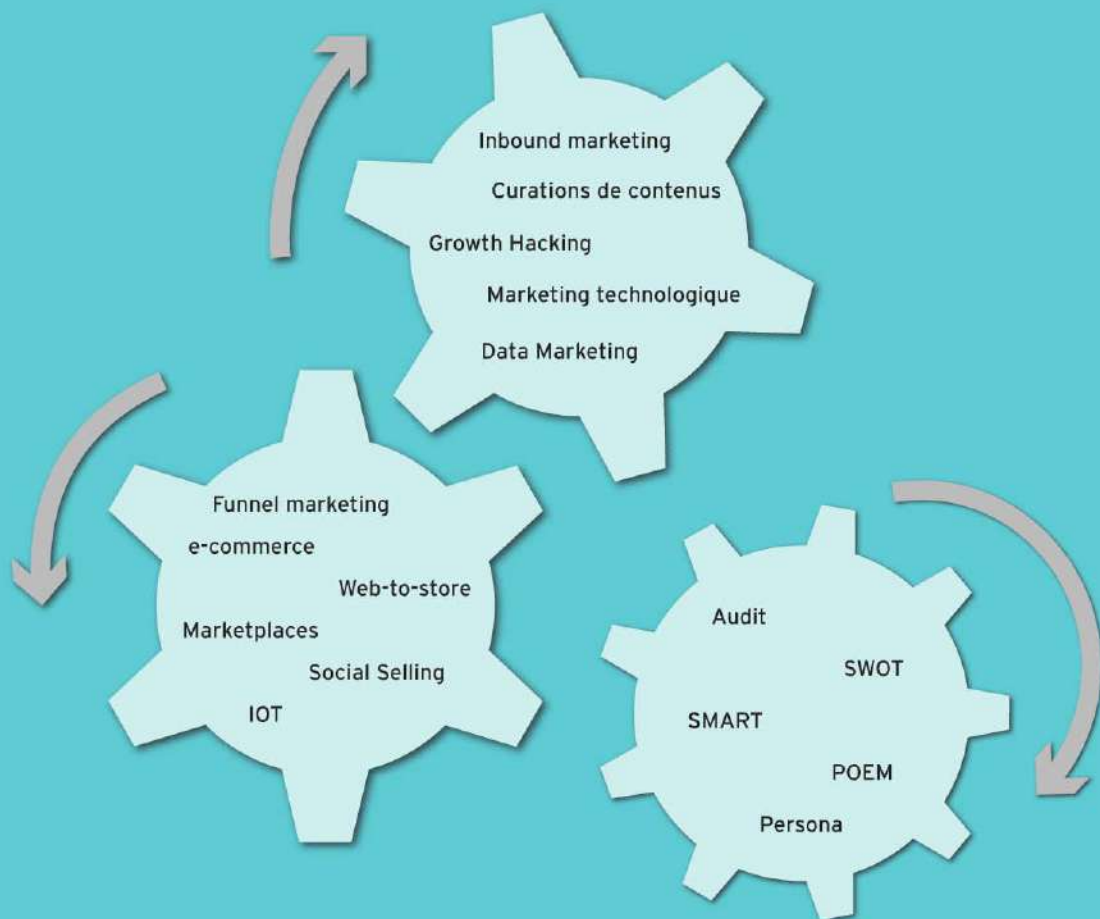 Inbound marketing
Curations de contenus
Growth Hacking
Marketing technologique
Data Marketing
Funnel marketing
e-commerce
Web-to-store
Marketplaces
Social Selling
IOT
Audit
SWOT
SMART
POEM
Persona